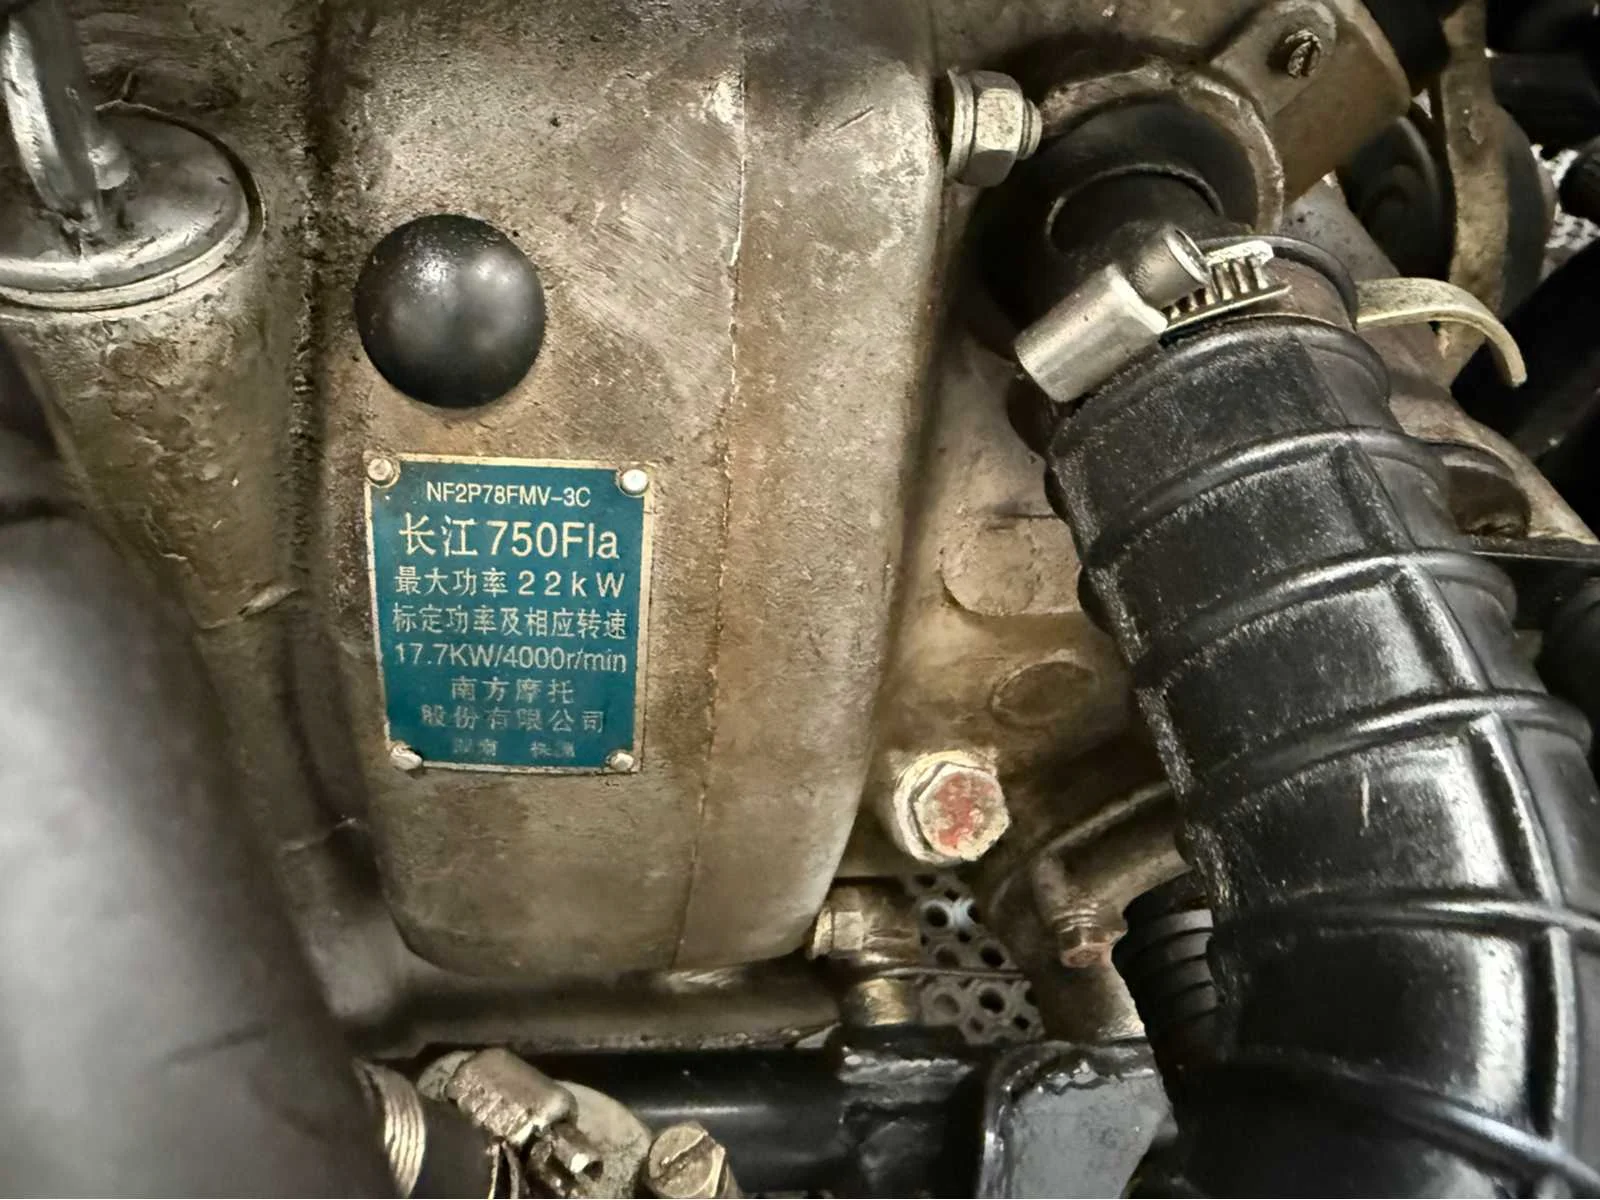 NF2P78FMV-3C
长江750Fla
最大功率22kW
标定功率及相应转速
17.7KW/4000r/min
南方摩托
股份有限公司